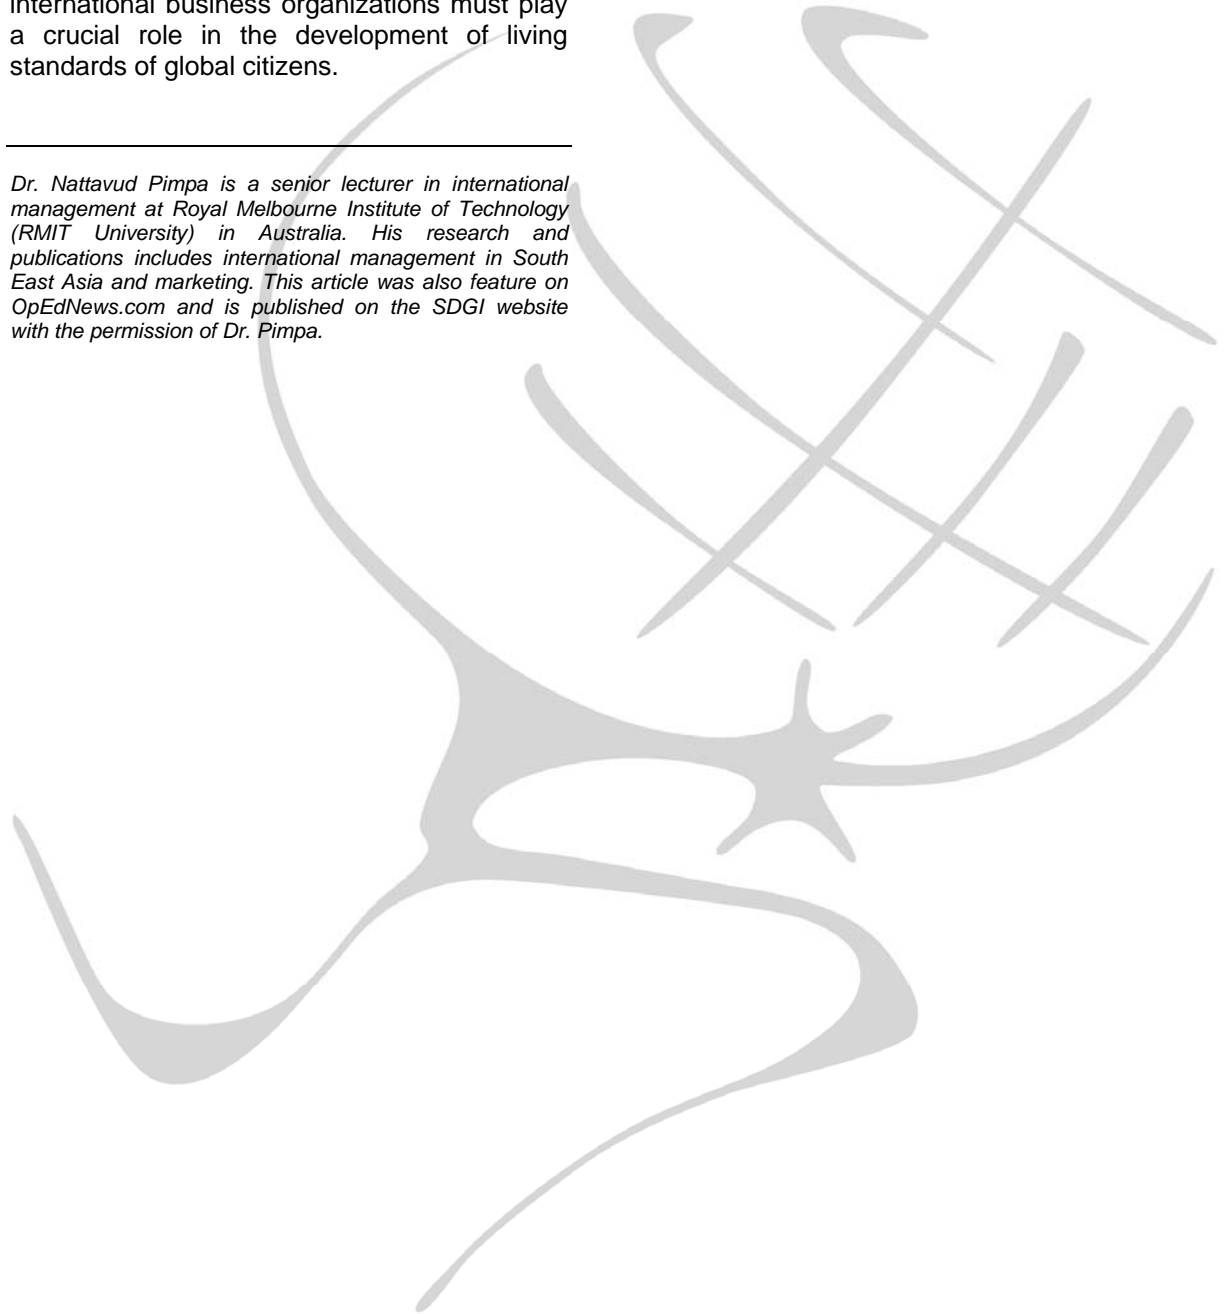 international business organizations must play
a crucial role in the development of living
standards of global citizens.
Dr. Nattavud Pimpa is a senior lecturer in international
management at Royal Melbourne Institute of Technology
(RMIT University) in Australia. His research and
publications includes international management in South
East Asia and marketing. This article was also feature on
OpEdNews.com and is published on the SDGI website
with the permission of Dr. Pimpa.